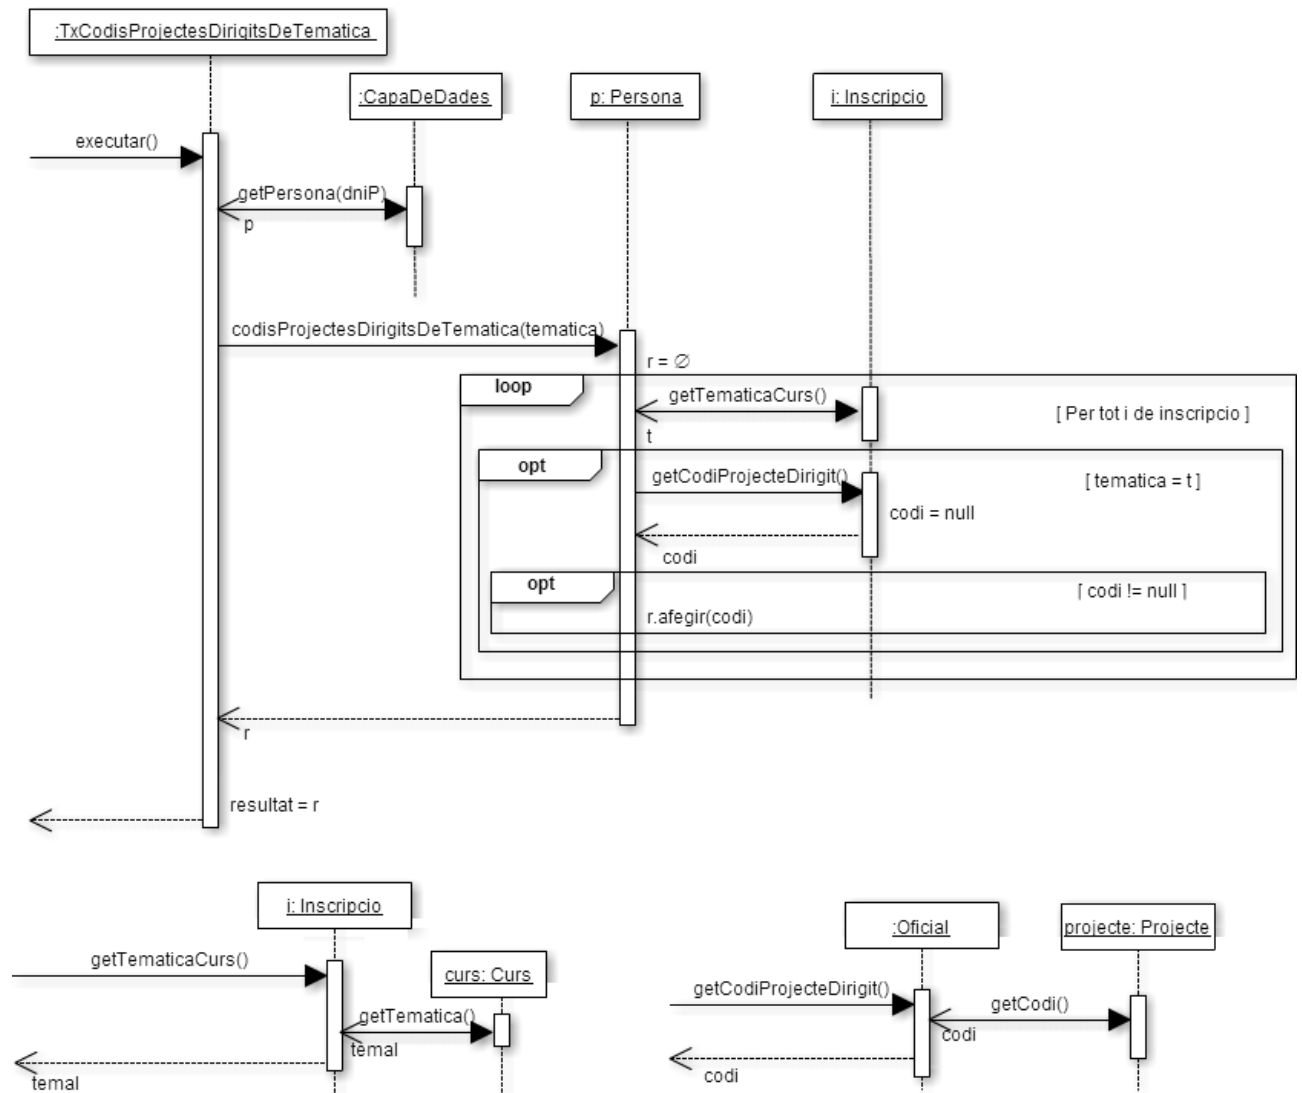 :TxCodisProjectesDirigitsDeTematica
:CapaDeDades
p: Persona
i: Inscripcio
executar()
getPersona(dniP)
p
codisProjectesDirigitsDeTematica(tematica)
r = ∅
loop
getTematicaCurs()
[ Per tot i de inscripcio ]
t
opt
getCodiProjecteDirigit()
[ tematica = t ]
codi = null
codi
opt
[ codi != null ]
r.afegir(codi)
r
resultat = r
i: Inscripcio
:Oficial
projecte: Projecte
getTematicaCurs()
curs: Curs
getCodiProjecteDirigit()
getCodi()
getTematica()
codi
temal
codi
temal